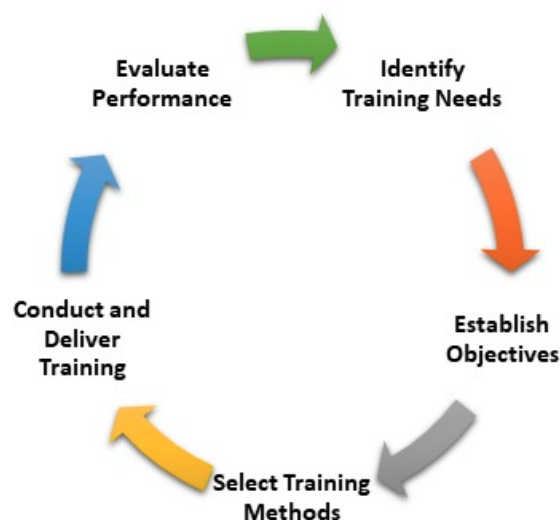 Evaluate
Performance
Identify
Training Needs
Establish
Objectives
Select Training
Methods
Conduct and
Deliver
Training